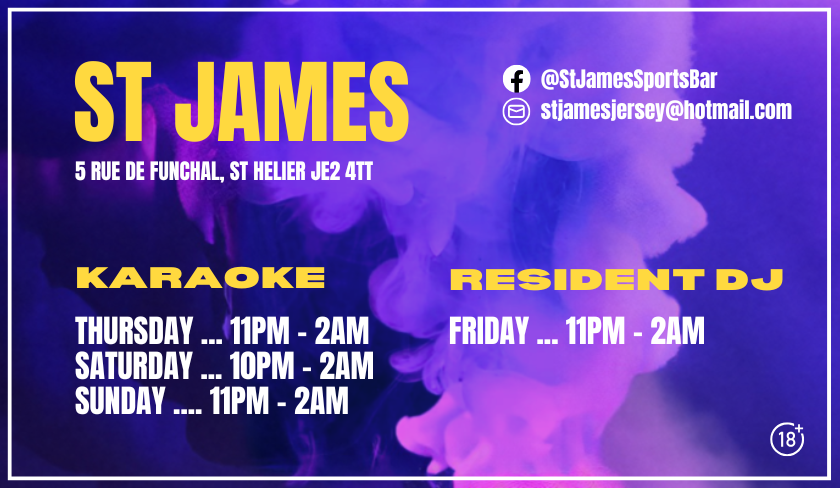 ST JAMES
5 RUE DE FUNCHAL, ST HELIER JE2 4TT
@StJamesSportsBar
stjamesjersey@hotmail.com
KARAOKE
THURSDAY ... 11PM - 2AM
SATURDAY ... 10PM - 2AM
SUNDAY .... 11PM - 2AM
RESIDENT DJ
FRIDAY ... 11PM - 2AM
18+